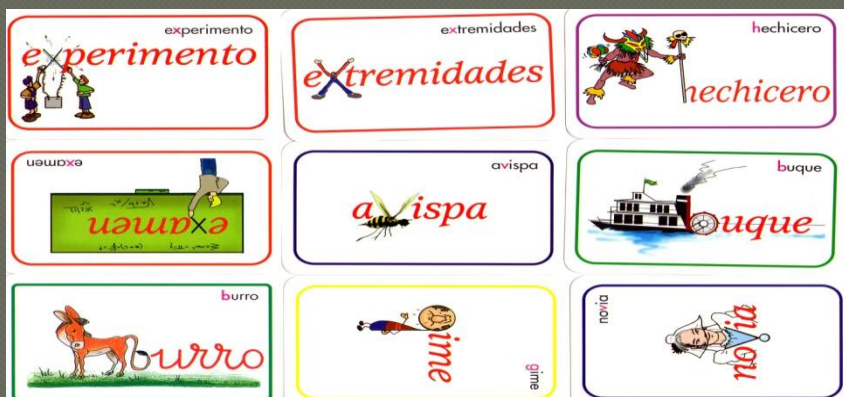 experimento
experimento
extremidades
extremidades
hechicero
hechicero
examen
examen
avispa
avispa
buque
buque
burro
burro
gime
gime
novia
novia